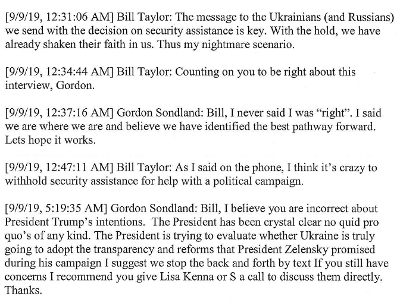 [9/9/19, 12:31:06 AM] Bill Taylor: The message to the Ukrainians (and Russians)
we send with the decision on security assistance is key. With the hold, we have
already shaken their faith in us. Thus my nightmare scenario.
[9/9/19, 12:34:44 AM] Bill Taylor: Counting on you to be right about this
interview, Gordon.
[9/9/19, 12:37:16 AM] Gordon Sondland: Bill, I never said I was “right”. I said
we are where we are and believe we have identified the best pathway forward.
Lets hope it works.
[9/9/19, 12:47:11 AM] Bill Taylor: As I said on the phone, I think it's crazy to
withhold security assistance for help with a political campaign.
[9/9/19, 5:19:35 AM] Gordon Sondland: Bill, I believe you are incorrect about
President Trump's intentions.  The President has been crystal clear no quid pro
quo's of any kind. The President is trying to evaluate whether Ukraine is truly
going to adopt the transparency and reforms that President Zelensky promised
during his campaign I suggest we stop the back and forth by text If you still have
concerns I recommend you give Lisa Kenna or S a call to discuss them directly.
Thanks.